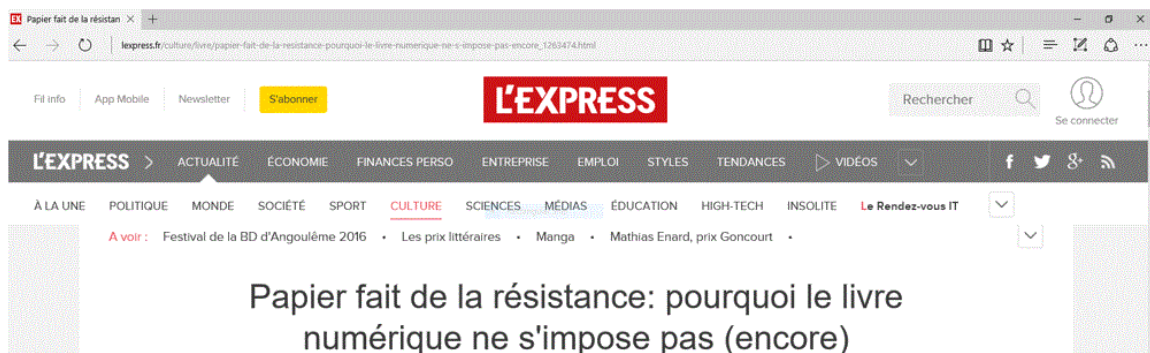 EX Papier fait de la résistan × +
lexpress.fr/culture/livre/papier-fait-de-la-resistance-pourquoi-le-livre-numerique-ne-s-impose-pas-encore_1263474.html
Fil info App Mobile Newsletter S'abonner L'EXPRESS Rechercher Se connecter
L'EXPRESS > ACTUALITÉ ÉCONOMIE FINANCES PERSO ENTREPRISE EMPLOI STYLES TENDANCES VIDÉOS f 8+
À LA UNE POLITIQUE MONDE SOCIÉTÉ SPORT CULTURE SCIENCES MÉDIAS ÉDUCATION HIGH-TECH INSOLITE Le Rendez-vous IT
A voir : Festival de la BD d'Angoulême 2016 • Les prix littéraires • Manga • Mathias Enard, prix Goncourt •
Papier fait de la résistance: pourquoi le livre
numérique ne s'impose pas (encore)